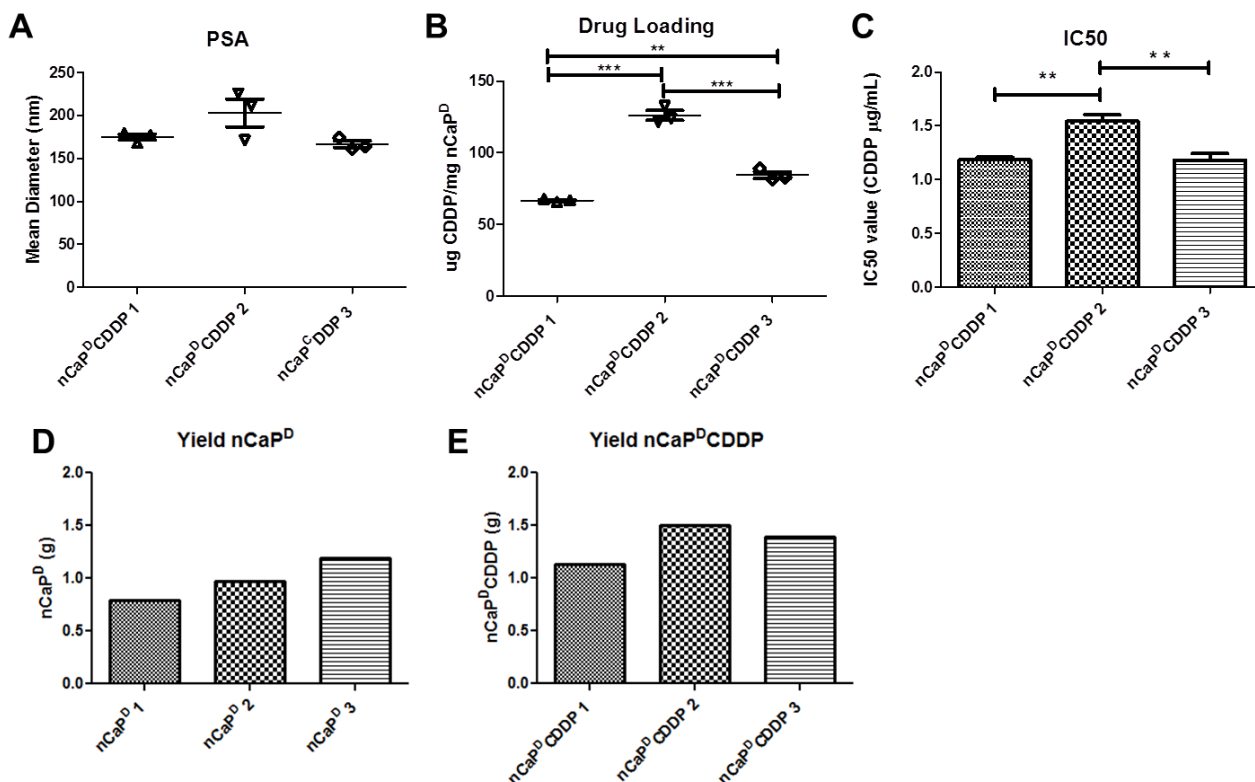 A
PSA
Mean Diameter (nm)
250
200
150
100
50
0
nCaPᴰCDDP 1
nCaPᴰCDDP 2
nCaPᶜDDP 3
B
Drug Loading
**
***
***
ug CDDP/mg nCaPᴰ
150
100
50
0
nCaPᴰCDDP 1
nCaPᴰCDDP 2
nCaPᴰCDDP 3
C
IC50
**
* *
IC50 value (CDDP µg/mL)
2.0
1.5
1.0
0.5
0.0
nCaPᴰCDDP 1
nCaPᴰCDDP 2
nCaPᴰCDDP 3
D
Yield nCaPᴰ
nCaPᴰ (g)
2.0
1.5
1.0
0.5
0.0
nCaPᴰ 1
nCaPᴰ 2
nCaPᴰ 3
E
Yield nCaPᴰCDDP
nCaPᴰCDDP (g)
2.0
1.5
1.0
0.5
0.0
nCaPᴰCDDP 1
nCaPᴰCDDP 2
nCaPᴰCDDP 3